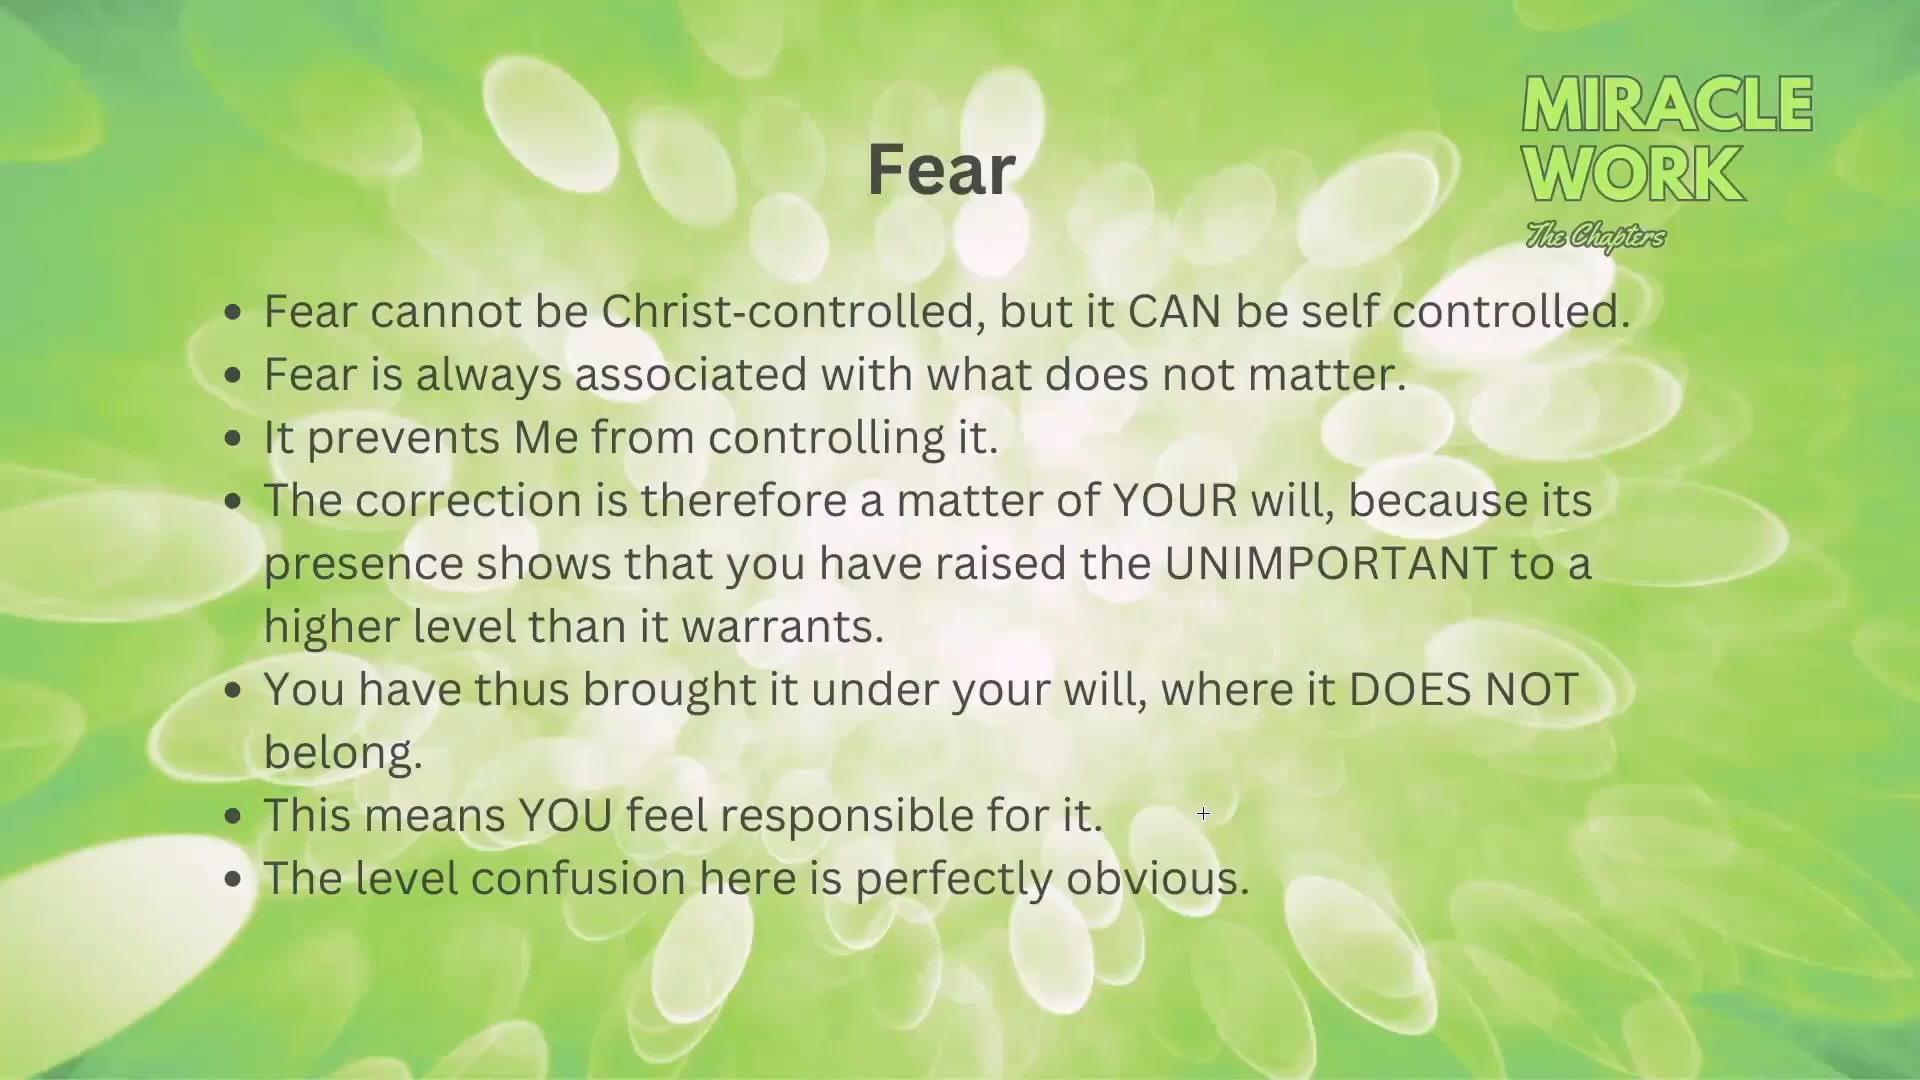 MIRACLE
WORK
The Chapters
Fear
• Fear cannot be Christ-controlled, but it CAN be self controlled.
• Fear is always associated with what does not matter.
• It prevents Me from controlling it.
• The correction is therefore a matter of YOUR will, because its
presence shows that you have raised the UNIMPORTANT to a
higher level than it warrants.
• You have thus brought it under your will, where it DOES NOT
belong.
• This means YOU feel responsible for it.
• The level confusion here is perfectly obvious.